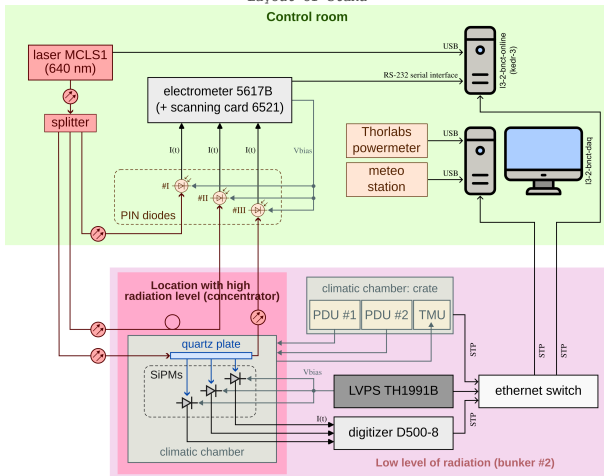 Layout of stand
Control room
laser MCLS1
(640 nm)
USB
I3-2-bnct-online
(kedr-3)
RS-232 serial interface
electrometer 5617B
(+ scanning card 6521)
splitter
I(t)
I(t)
I(t)
Vbias
Thorlabs
powermeter
USB
meteo
station
USB
I3-2-bnct-daq
#I
#II
#III
PIN diodes
Location with high
radiation level (concentrator)
climatic chamber: crate
PDU #1
PDU #2
TMU
STP
STP
STP
quartz plate
SiPMs
Vbias
LVPS TH1991B
ethernet switch
I(t)
digitizer D500-8
STP
climatic chamber
Low level of radiation (bunker #2)